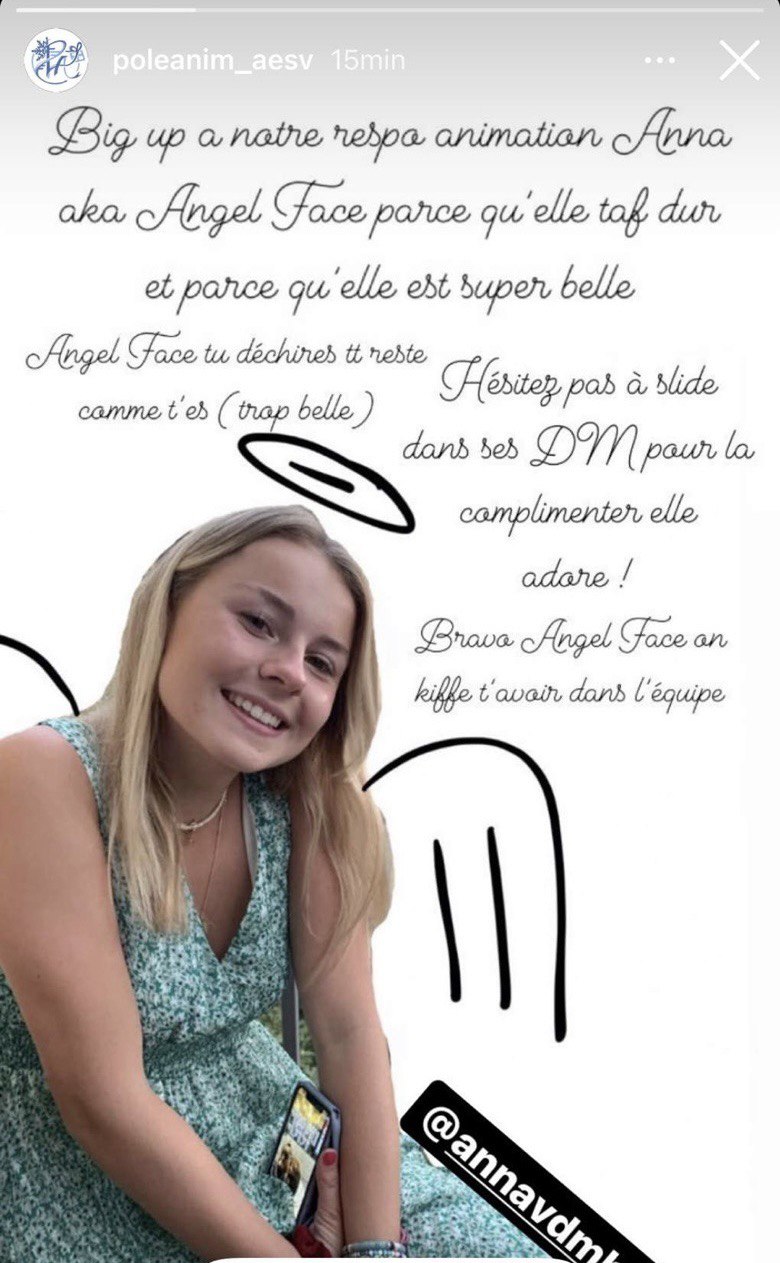 poleanim_aesv 15min
Big up a notre respo animation Anna
aka Angel Face parce qu'elle taf dur
et parce qu'elle est super belle
Angel Face tu déchires tt reste
comme t'es (trop belle)
Hésitez pas à slide
dans ses DM pour la
complimenter elle
adore !
Bravo Angel Face on
kiffe t'avoir dans l'équipe